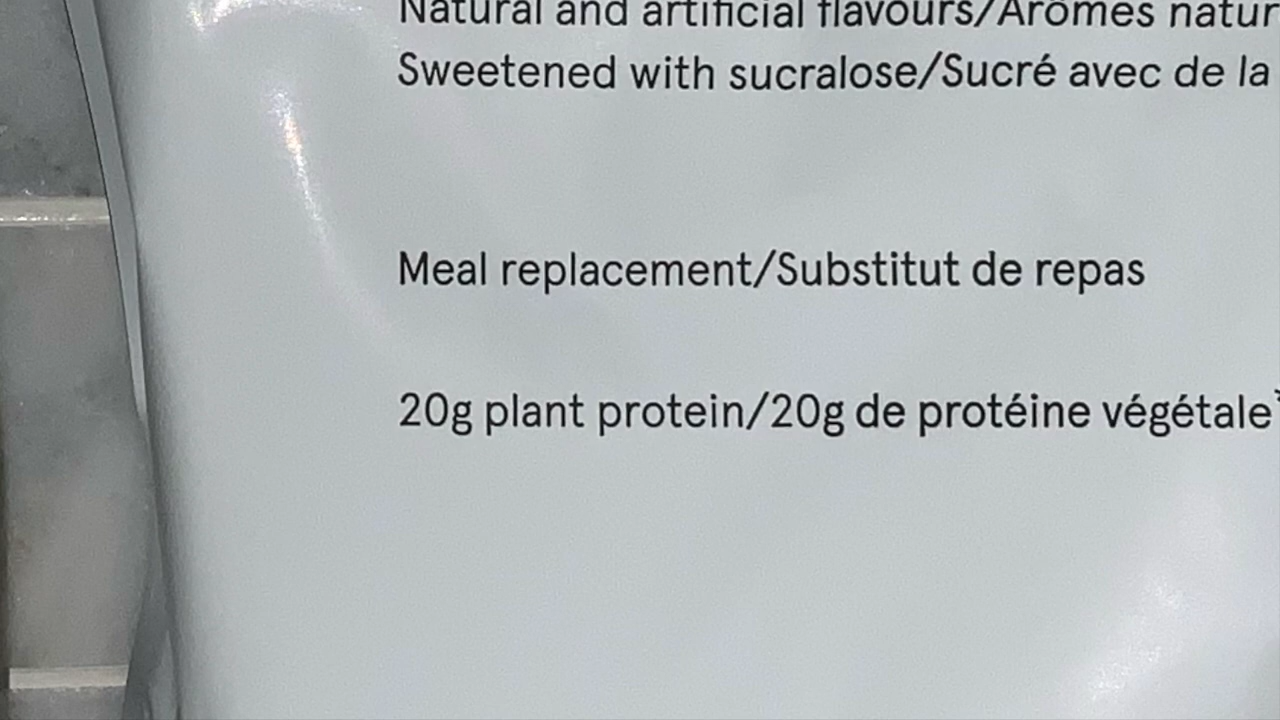 Natural and artificial flavours/Arômes natur
Sweetened with sucralose/Sucré avec de la
Meal replacement/Substitut de repas
20g plant protein/20g de protéine végétale